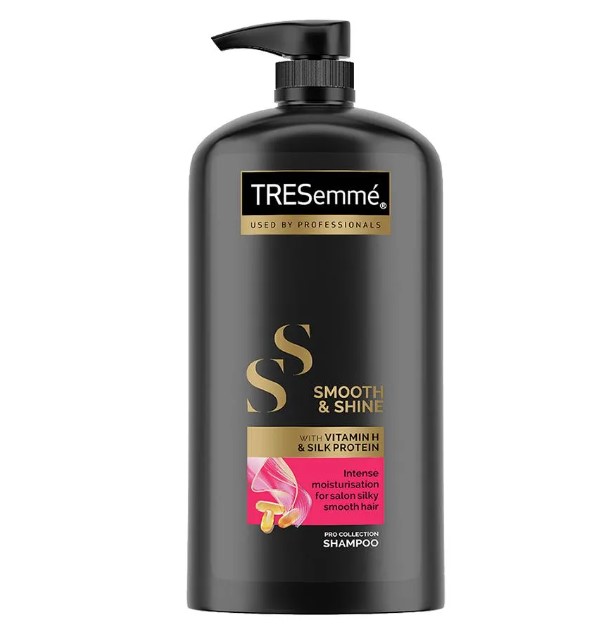 TRESemmé®
USED BY PROFESSIONALS
SS
SMOOTH
& SHINE
WITH VITAMIN H
& SILK PROTEIN
Intense
moisturisation
for salon silky
smooth hair
PRO COLLECTION
SHAMPOO